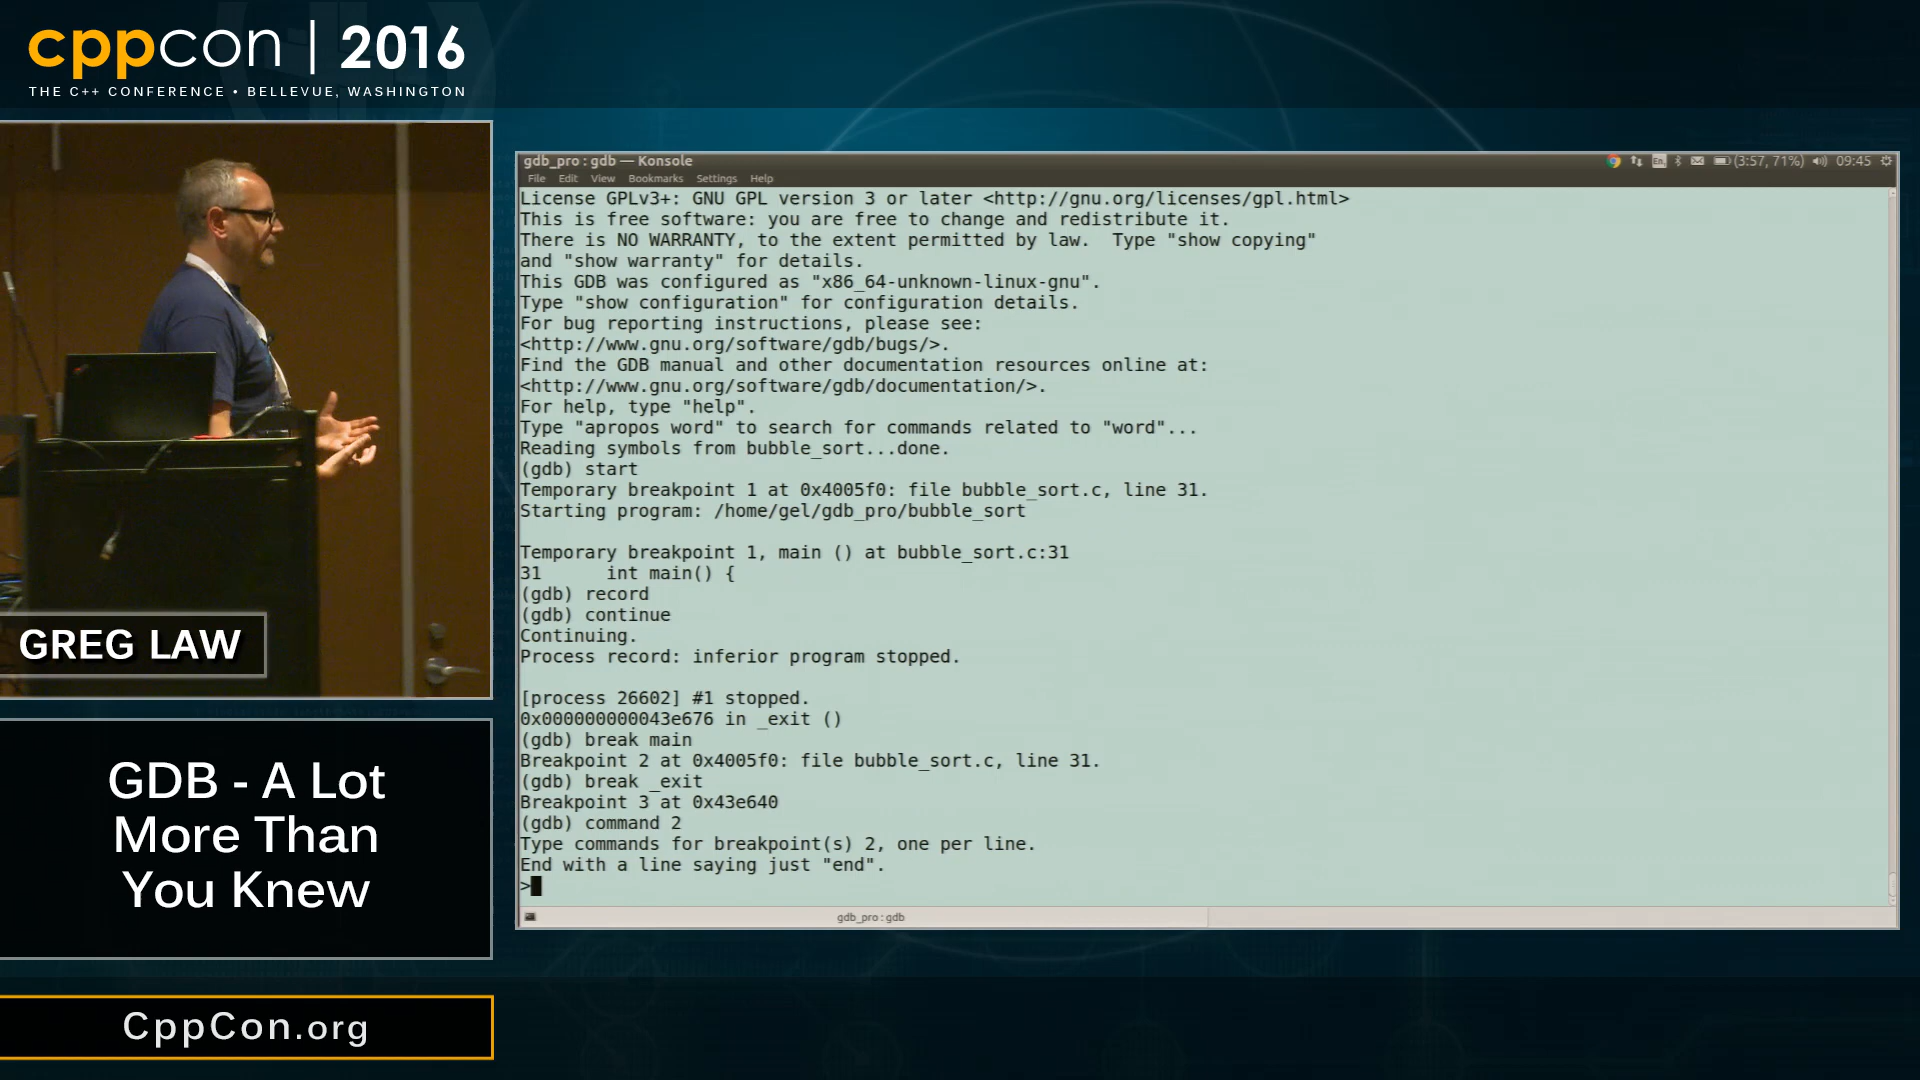 cppcon | 2016
THE C++ CONFERENCE • BELLEVUE, WASHINGTON
gdb_pro : gdb — Konsole
(3:57, 71%) 09:45
File Edit View Bookmarks Settings Help
License GPLv3+: GNU GPL version 3 or later <http://gnu.org/licenses/gpl.html>
This is free software: you are free to change and redistribute it.
There is NO WARRANTY, to the extent permitted by law.  Type "show copying"
and "show warranty" for details.
This GDB was configured as "x86_64-unknown-linux-gnu".
Type "show configuration" for configuration details.
For bug reporting instructions, please see:
<http://www.gnu.org/software/gdb/bugs/>.
Find the GDB manual and other documentation resources online at:
<http://www.gnu.org/software/gdb/documentation/>.
For help, type "help".
Type "apropos word" to search for commands related to "word"...
Reading symbols from bubble_sort...done.
(gdb) start
Temporary breakpoint 1 at 0x4005f0: file bubble_sort.c, line 31.
Starting program: /home/gel/gdb_pro/bubble_sort
Temporary breakpoint 1, main () at bubble_sort.c:31
31      int main() {
(gdb) record
(gdb) continue
Continuing.
Process record: inferior program stopped.
[process 26602] #1 stopped.
0x000000000043e676 in _exit ()
(gdb) break main
Breakpoint 2 at 0x4005f0: file bubble_sort.c, line 31.
(gdb) break _exit
Breakpoint 3 at 0x43e640
(gdb) command 2
Type commands for breakpoint(s) 2, one per line.
End with a line saying just "end".
>
gdb_pro : gdb
GREG LAW
GDB - A Lot
More Than
You Knew
CppCon.org